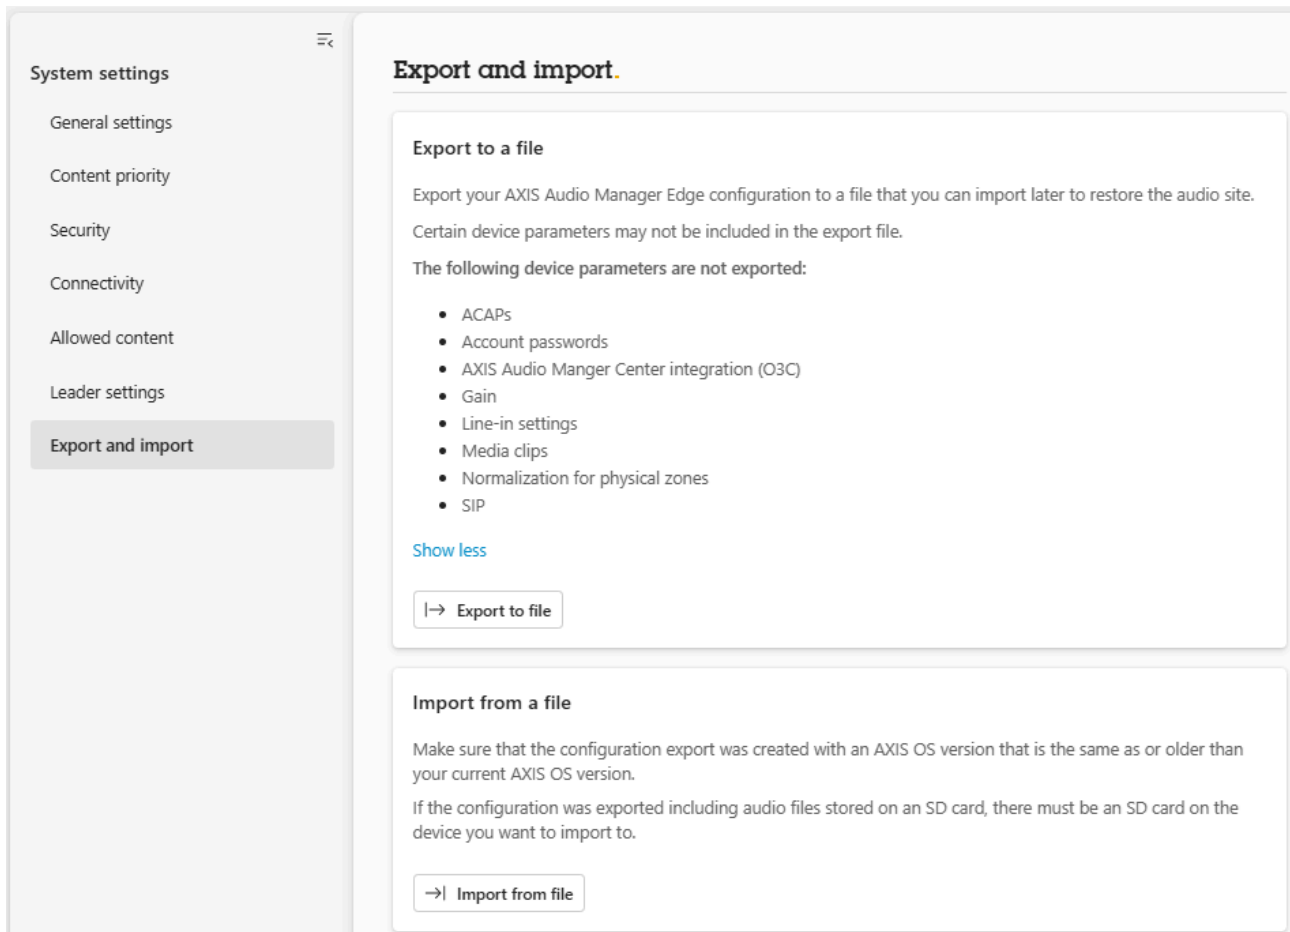 System settings
General settings
Content priority
Security
Connectivity
Allowed content
Leader settings
Export and import
Export and import.
Export to a file
Export your AXIS Audio Manager Edge configuration to a file that you can import later to restore the audio site.
Certain device parameters may not be included in the export file.
The following device parameters are not exported:
• ACAPs
• Account passwords
• AXIS Audio Manger Center integration (O3C)
• Gain
• Line-in settings
• Media clips
• Normalization for physical zones
• SIP
Show less
Export to file
Import from a file
Make sure that the configuration export was created with an AXIS OS version that is the same as or older than
your current AXIS OS version.
If the configuration was exported including audio files stored on an SD card, there must be an SD card on the
device you want to import to.
Import from file